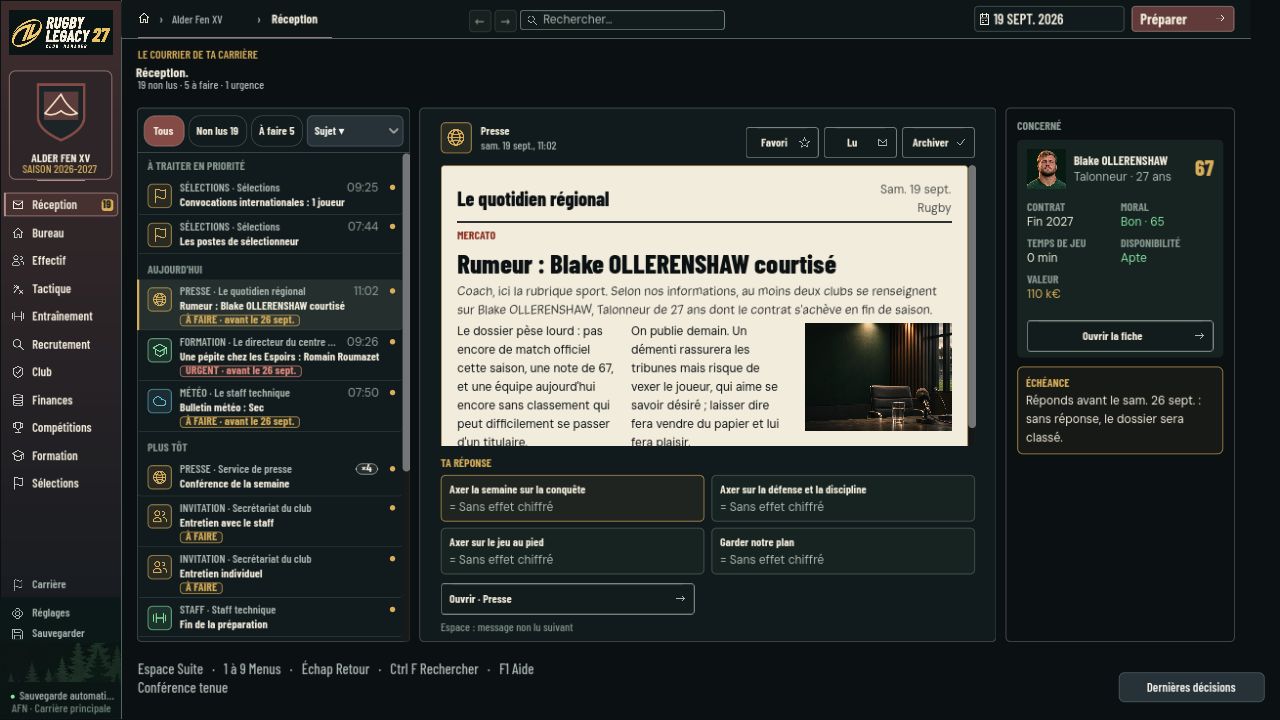 RUGBY
LEGACY 27
CLUB MANAGER
ALDER FEN XV
SAISON 2026-2027
Réception 19
Bureau
Effectif
Tactique
Entraînement
Recrutement
Club
Finances
Compétitions
Formation
Sélections
Carrière
Réglages
Sauvegarder
● Sauvegarde automati...
AFN · Carrière principale
› Alder Fen XV › Réception
← → Rechercher...
19 SEPT. 2026
Préparer →
LE COURRIER DE TA CARRIÈRE
Réception.
19 non lus · 5 à faire · 1 urgence
Tous Non lus 19 À faire 5 Sujet ▾
À TRAITER EN PRIORITÉ
SÉLECTIONS · Sélections 09:25
Convocations internationales : 1 joueur
SÉLECTIONS · Sélections 07:44
Les postes de sélectionneur
AUJOURD'HUI
PRESSE · Le quotidien régional 11:02
Rumeur : Blake OLLERENSHAW courtisé
À FAIRE · avant le 26 sept.
FORMATION · Le directeur du centre ... 09:26
Une pépite chez les Espoirs : Romain Roumazet
URGENT · avant le 26 sept.
MÉTÉO · Le staff technique 07:50
Bulletin météo : Sec
À FAIRE · avant le 26 sept.
PLUS TÔT
PRESSE · Service de presse ×4
Conférence de la semaine
INVITATION · Secrétariat du club
Entretien avec le staff
À FAIRE
INVITATION · Secrétariat du club
Entretien individuel
À FAIRE
STAFF · Staff technique
Fin de la préparation
Presse
sam. 19 sept., 11:02
Favori Lu Archiver
Le quotidien régional
Sam. 19 sept.
Rugby
MERCATO
Rumeur : Blake OLLERENSHAW courtisé
Coach, ici la rubrique sport. Selon nos informations, au moins deux clubs se renseignent
sur Blake OLLERENSHAW, Talonneur de 27 ans dont le contrat s'achève en fin de saison.
Le dossier pèse lourd : pas
encore de match officiel
cette saison, une note de 67,
et une équipe aujourd'hui
encore sans classement qui
peut difficilement se passer
d'un titulaire.
On publie demain. Un
démenti rassurera les
tribunes mais risque de
vexer le joueur, qui aime se
savoir désiré ; laisser dire
fera vendre du papier et lui
fera plaisir.
TA RÉPONSE
Axer la semaine sur la conquête
= Sans effet chiffré
Axer sur la défense et la discipline
= Sans effet chiffré
Axer sur le jeu au pied
= Sans effet chiffré
Garder notre plan
= Sans effet chiffré
Ouvrir · Presse →
Espace : message non lu suivant
CONCERNÉ
Blake OLLERENSHAW
Talonneur · 27 ans
67
CONTRAT MORAL
Fin 2027 Bon · 65
TEMPS DE JEU DISPONIBILITÉ
0 min Apte
VALEUR
110 k€
Ouvrir la fiche →
ÉCHÉANCE
Réponds avant le sam. 26 sept. :
sans réponse, le dossier sera
classé.
Espace Suite · 1 à 9 Menus · Échap Retour · Ctrl F Rechercher · F1 Aide
Conférence tenue
Dernières décisions